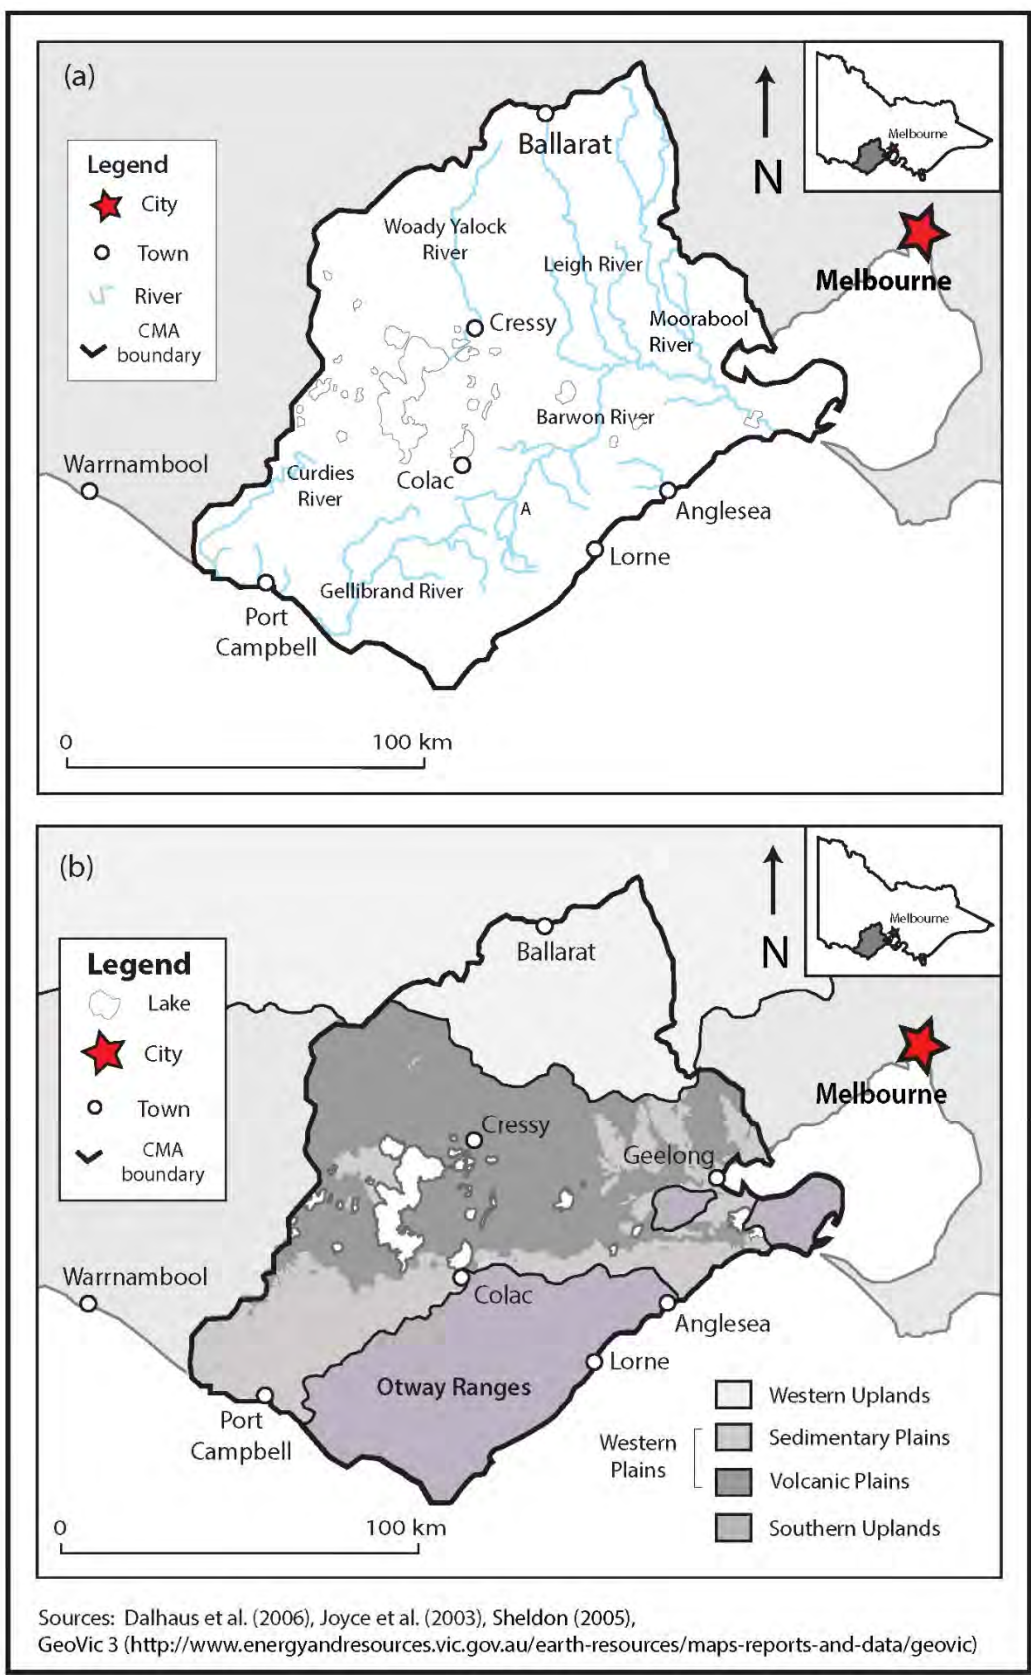 (a)
N
Melbourne
Legend
City
Town
River
CMA
boundary
Ballarat
Woady Yalock
River
Leigh River
Melbourne
Cressy
Moorabool
River
Barwon River
Warrnambool
Curdies
River
Colac
A
Anglesea
Lorne
Gellibrand River
Port
Campbell
0 100 km
(b)
N
Melbourne
Legend
Lake
City
Town
CMA
boundary
Ballarat
Melbourne
Cressy
Geelong
Warrnambool
Colac
Anglesea
Lorne
Otway Ranges
Port
Campbell
Western
Plains
Western Uplands
Sedimentary Plains
Volcanic Plains
Southern Uplands
0 100 km
Sources: Dalhaus et al. (2006), Joyce et al. (2003), Sheldon (2005),
GeoVic 3 (http://www.energyandresources.vic.gov.au/earth-resources/maps-reports-and-data/geovic)